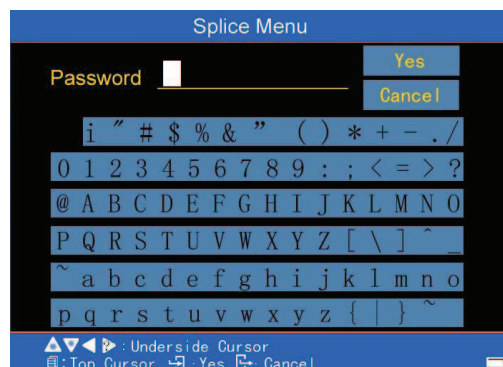 Splice Menu
Password
Yes
Cancel
i ″ # $ % & ” ( ) * + - . /
0 1 2 3 4 5 6 7 8 9 : ; < = > ?
@ A B C D E F G H I J K L M N O
P Q R S T U V W X Y Z [ \ ] ^ _
~ a b c d e f g h i j k l m n o
p q r s t u v w x y z { | } ~
: Underside Cursor
: Top Cursor : Yes : Cancel